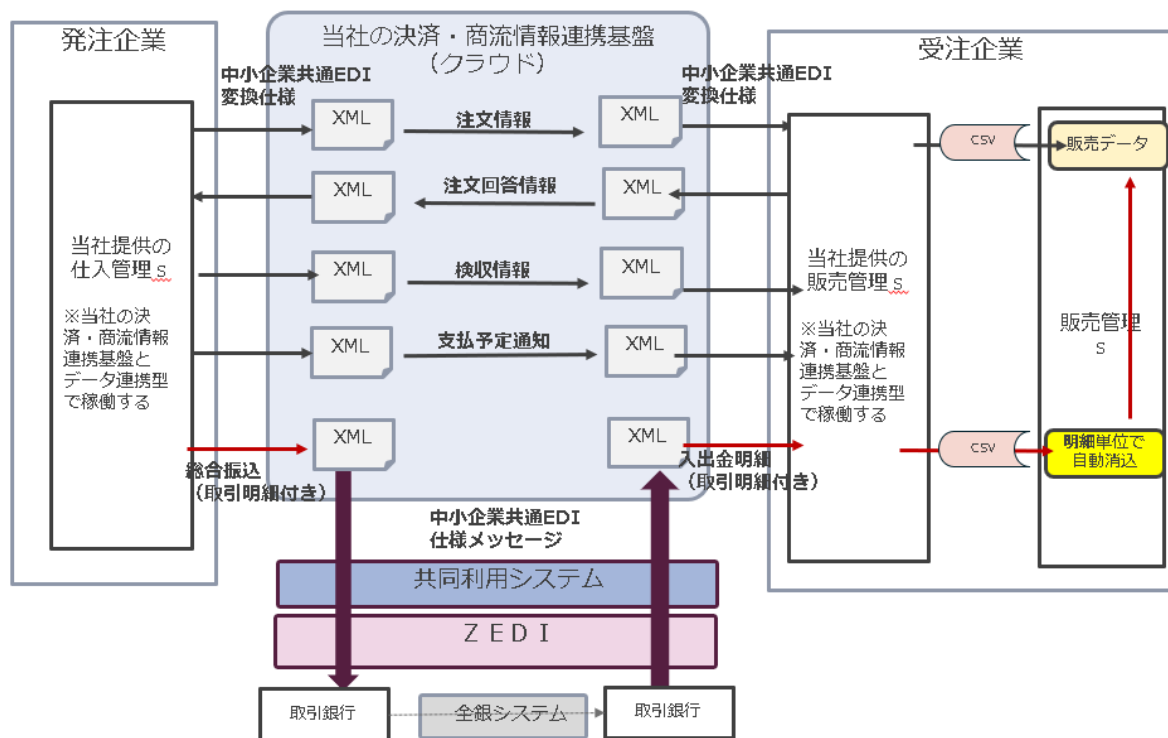 発注企業
当社の決済・商流情報連携基盤
（クラウド）
受注企業
中小企業共通EDI
変換仕様
中小企業共通EDI
変換仕様
XML
注文情報
XML
CSV
販売データ
XML
注文回答情報
XML
当社提供の
仕入管理s
※当社の決
済・商流情報
連携基盤と
データ連携型
で稼働する
XML
検収情報
XML
当社提供の
販売管理s
※当社の決
済・商流情報
連携基盤と
データ連携型
で稼働する
販売管理
s
XML
支払予定通知
XML
XML
XML
総合振込
（取引明細付き）
入出金明細
（取引明細付き）
CSV
明細単位で
自動消込
中小企業共通EDI
仕様メッセージ
共同利用システム
ＺＥＤＩ
取引銀行
全銀システム
取引銀行